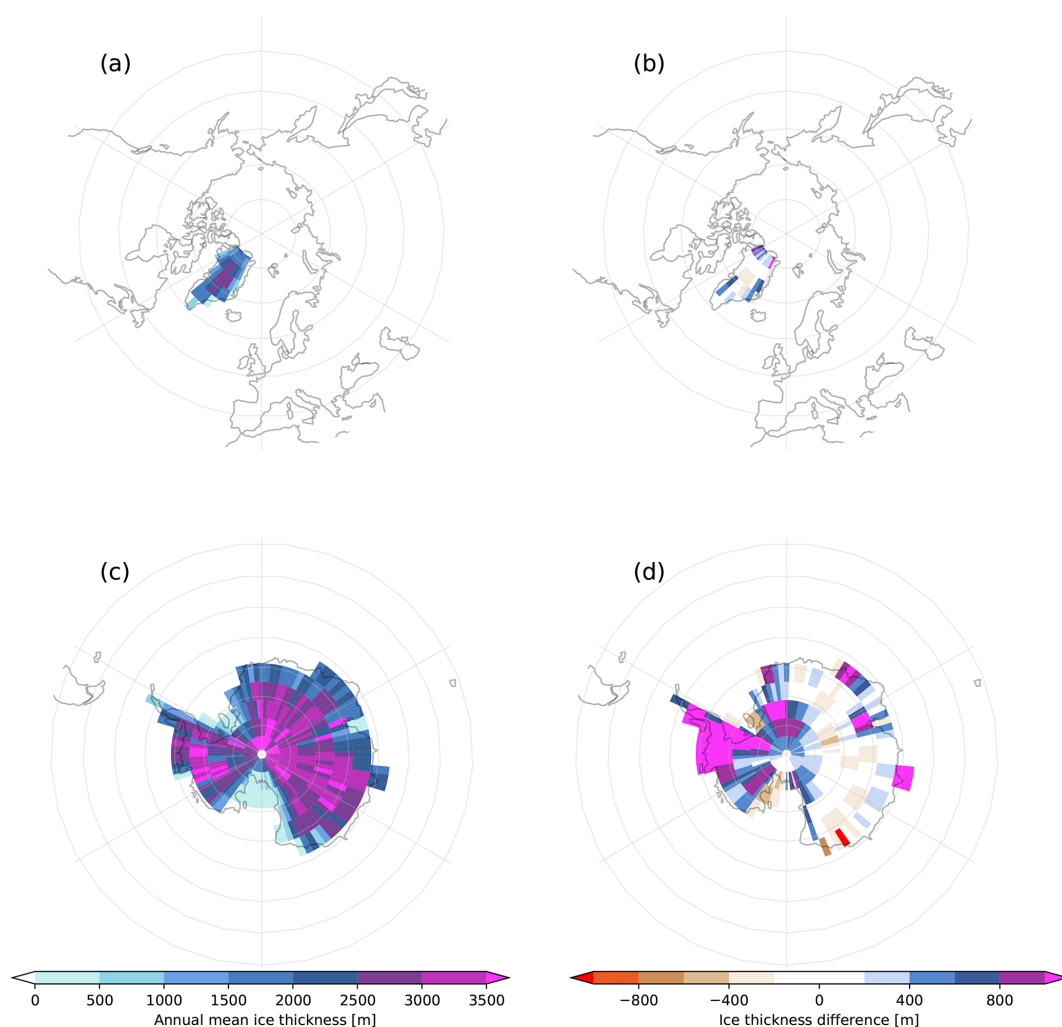 (a)
(b)
(c)
(d)
0 500 1000 1500 2000 2500 3000 3500
Annual mean ice thickness [m]
−800 −400 0 400 800
Ice thickness difference [m]